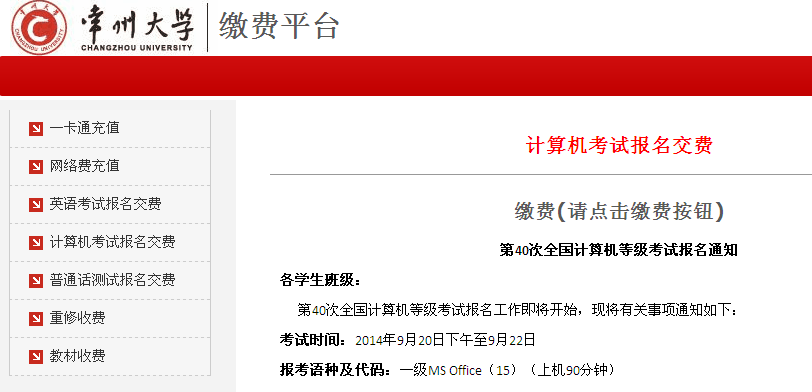 常州大学
CHANGZHOU UNIVERSITY
缴费平台
一卡通充值
网络费充值
英语考试报名交费
计算机考试报名交费
普通话测试报名交费
重修收费
教材收费
计算机考试报名交费
缴费(请点击缴费按钮)
第40次全国计算机等级考试报名通知
各学生班级：
第40次全国计算机等级考试报名工作即将开始，现将有关事项通知如下：
考试时间：2014年9月20日下午至9月22日
报考语种及代码：一级MS Office（15）（上机90分钟）